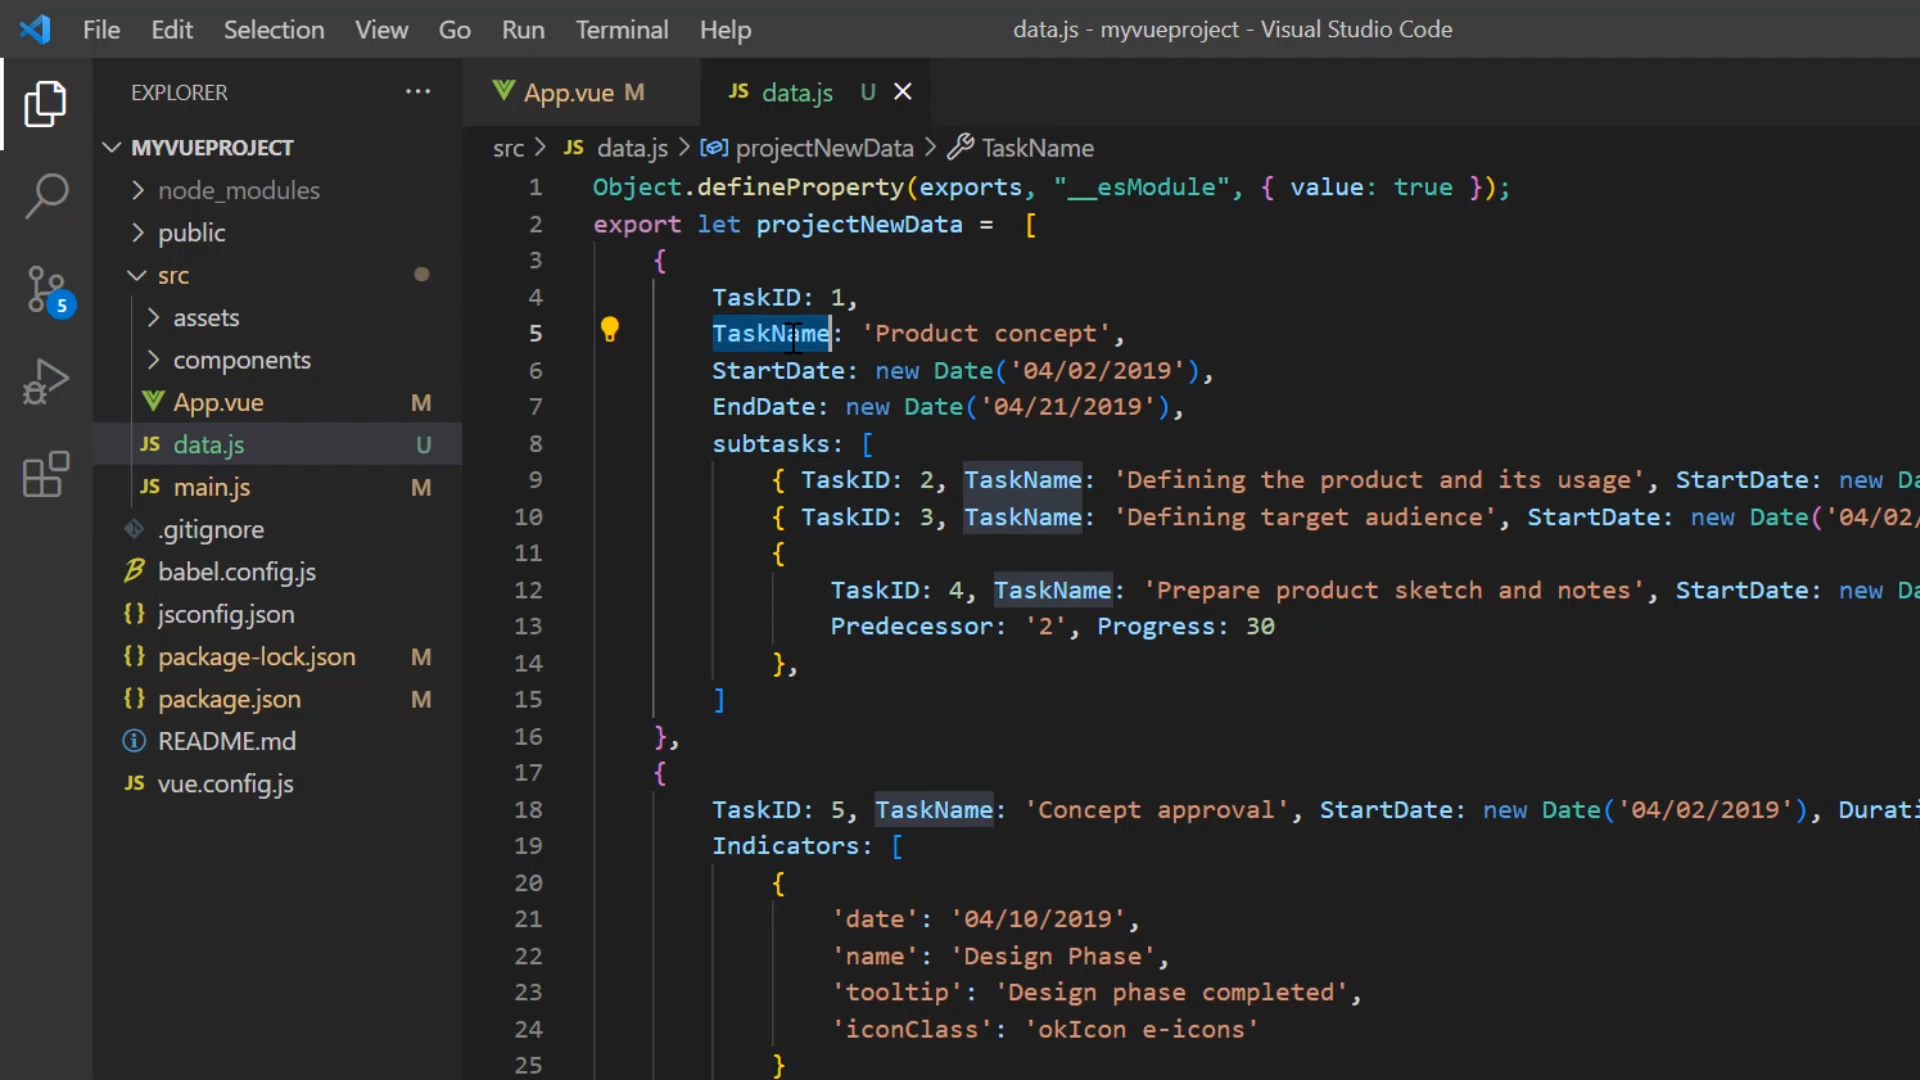 File Edit Selection View Go Run Terminal Help data.js - myvueproject - Visual Studio Code
EXPLORER ···
App.vue M
JS data.js U
MYVUEPROJECT
node_modules
public
src
assets
components
App.vue M
JS data.js U
JS main.js M
.gitignore
babel.config.js
{} jsconfig.json
{} package-lock.json M
{} package.json M
README.md
JS vue.config.js
5
src > JS data.js > projectNewData > TaskName
1 Object.defineProperty(exports, "__esModule", { value: true });
2 export let projectNewData =  [
3 {
4 TaskID: 1,
5 TaskName: 'Product concept',
6 StartDate: new Date('04/02/2019'),
7 EndDate: new Date('04/21/2019'),
8 subtasks: [
9 { TaskID: 2, TaskName: 'Defining the product and its usage', StartDate: new Da
10 { TaskID: 3, TaskName: 'Defining target audience', StartDate: new Date('04/02/
11 {
12 TaskID: 4, TaskName: 'Prepare product sketch and notes', StartDate: new Da
13 Predecessor: '2', Progress: 30
14 },
15 ]
16 },
17 {
18 TaskID: 5, TaskName: 'Concept approval', StartDate: new Date('04/02/2019'), Durati
19 Indicators: [
20 {
21 'date': '04/10/2019',
22 'name': 'Design Phase',
23 'tooltip': 'Design phase completed',
24 'iconClass': 'okIcon e-icons'
25 }